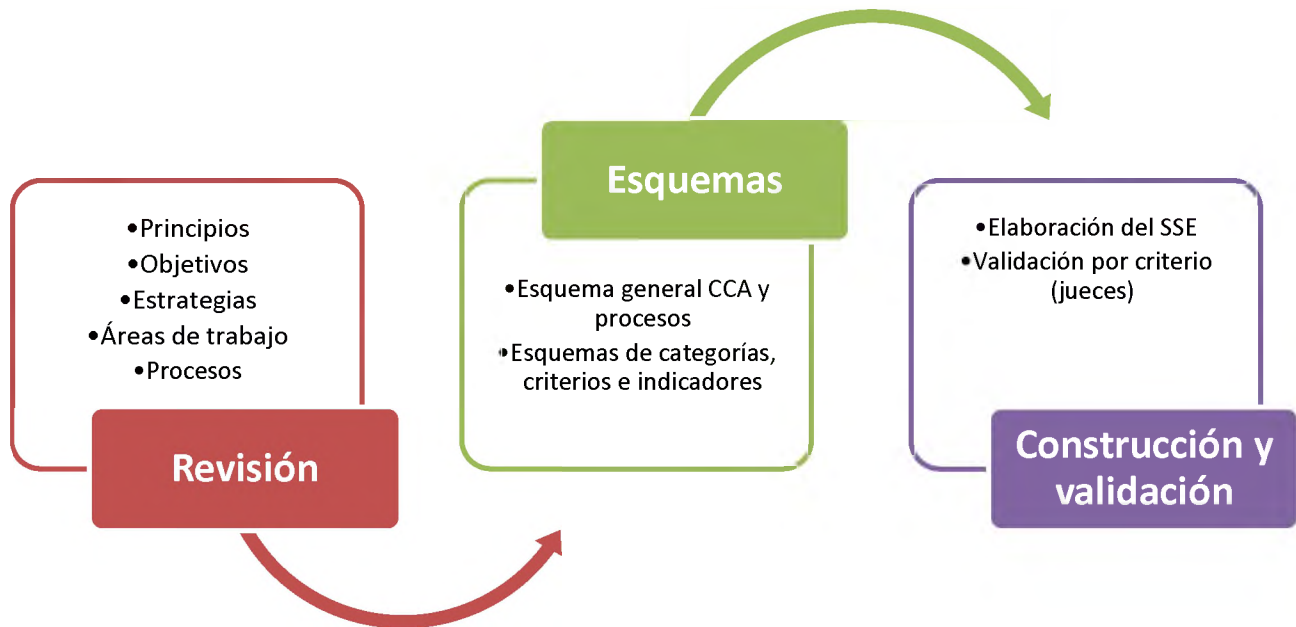 •Principios
•Objetivos
•Estrategias
•Áreas de trabajo
•Procesos
Revisión
Esquemas
•Esquema general CCA y
procesos
•Esquemas de categorías,
criterios e indicadores
•Elaboración del SSE
•Validación por criterio
(jueces)
Construcción y
validación